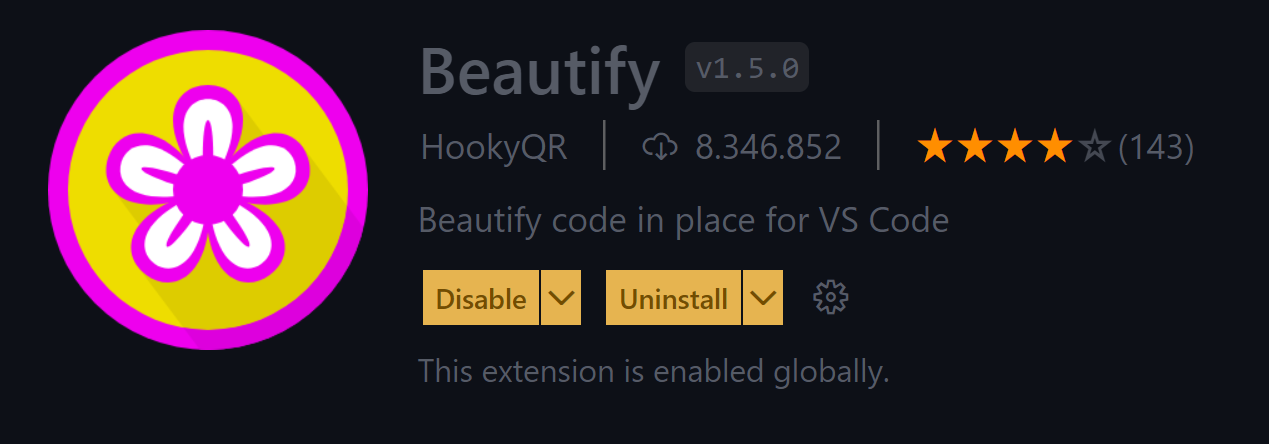 Beautify v1.5.0
HookyQR 8.346.852 (143)
Beautify code in place for VS Code
Disable Uninstall
This extension is enabled globally.